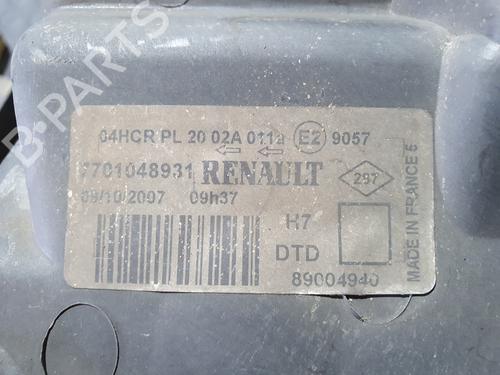 B-PARTS
04HCR PL 20 02A 011a E2 9057
7701048931 RENAULT 297
09/10/2007 09h37
H7
DTD
89004940
MADE IN FRANCE 5